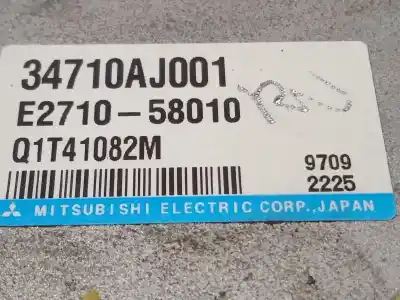 34710AJ001
E2710-58010
Q1T41082M
9709
2225
MITSUBISHI ELECTRIC CORP., JAPAN